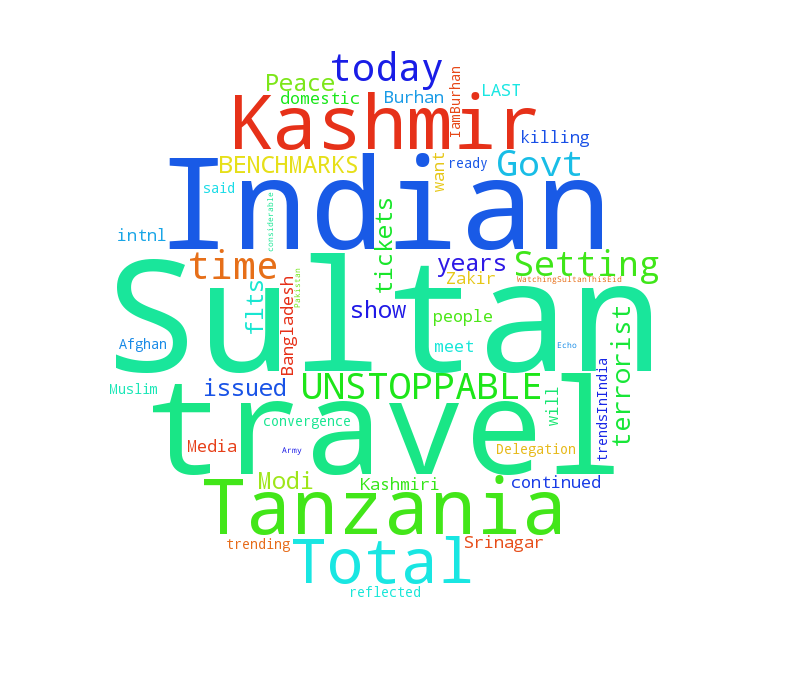 today
Peace
domestic
Burhan
IamBurhan
LAST
Kashmir
killing
BENCHMARKS
want
ready
Govt
Indian
said
considerable
tickets
intnl
time
years
Setting
Zakir
WatchingSultanThisEid
Sultan
flts
Bangladesh
Pakistan
show
people
terrorist
Afghan
meet
Echo
trendsInIndia
Muslim
issued
UNSTOPPABLE
will
travel
convergence
Media
Army
Delegation
Modi
Kashmiri
continued
Tanzania
trending
Total
Srinagar
reflected